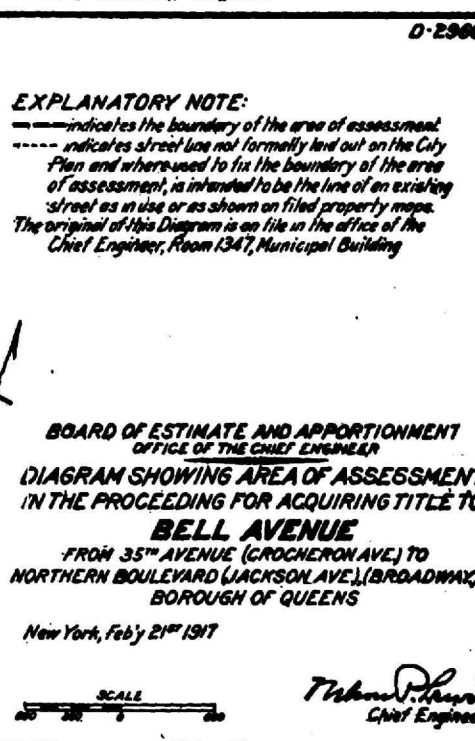 D-296
EXPLANATORY NOTE:
indicates the boundary of the area of assessment.
indicates street line not formally laid out on the City
Plan and where used to fix the boundary of the area
of assessment, is intended to be the line of an existing
street as in use or as shown on filed property maps.
The original of this Diagram is on file in the office of the
Chief Engineer, Room 1347, Municipal Building
BOARD OF ESTIMATE AND APPORTIONMENT
OFFICE OF THE CHIEF ENGINEER
DIAGRAM SHOWING AREA OF ASSESSMENT
IN THE PROCEEDING FOR ACQUIRING TITLE TO
BELL AVENUE
FROM 35TH AVENUE (CROCHERON AVE.) TO
NORTHERN BOULEVARD (JACKSON AVE.), (BROADWAY,)
BOROUGH OF QUEENS
New York, Feb'y 21ST 1917
SCALE
0
Nelson P. Lewis
Chief Engineer